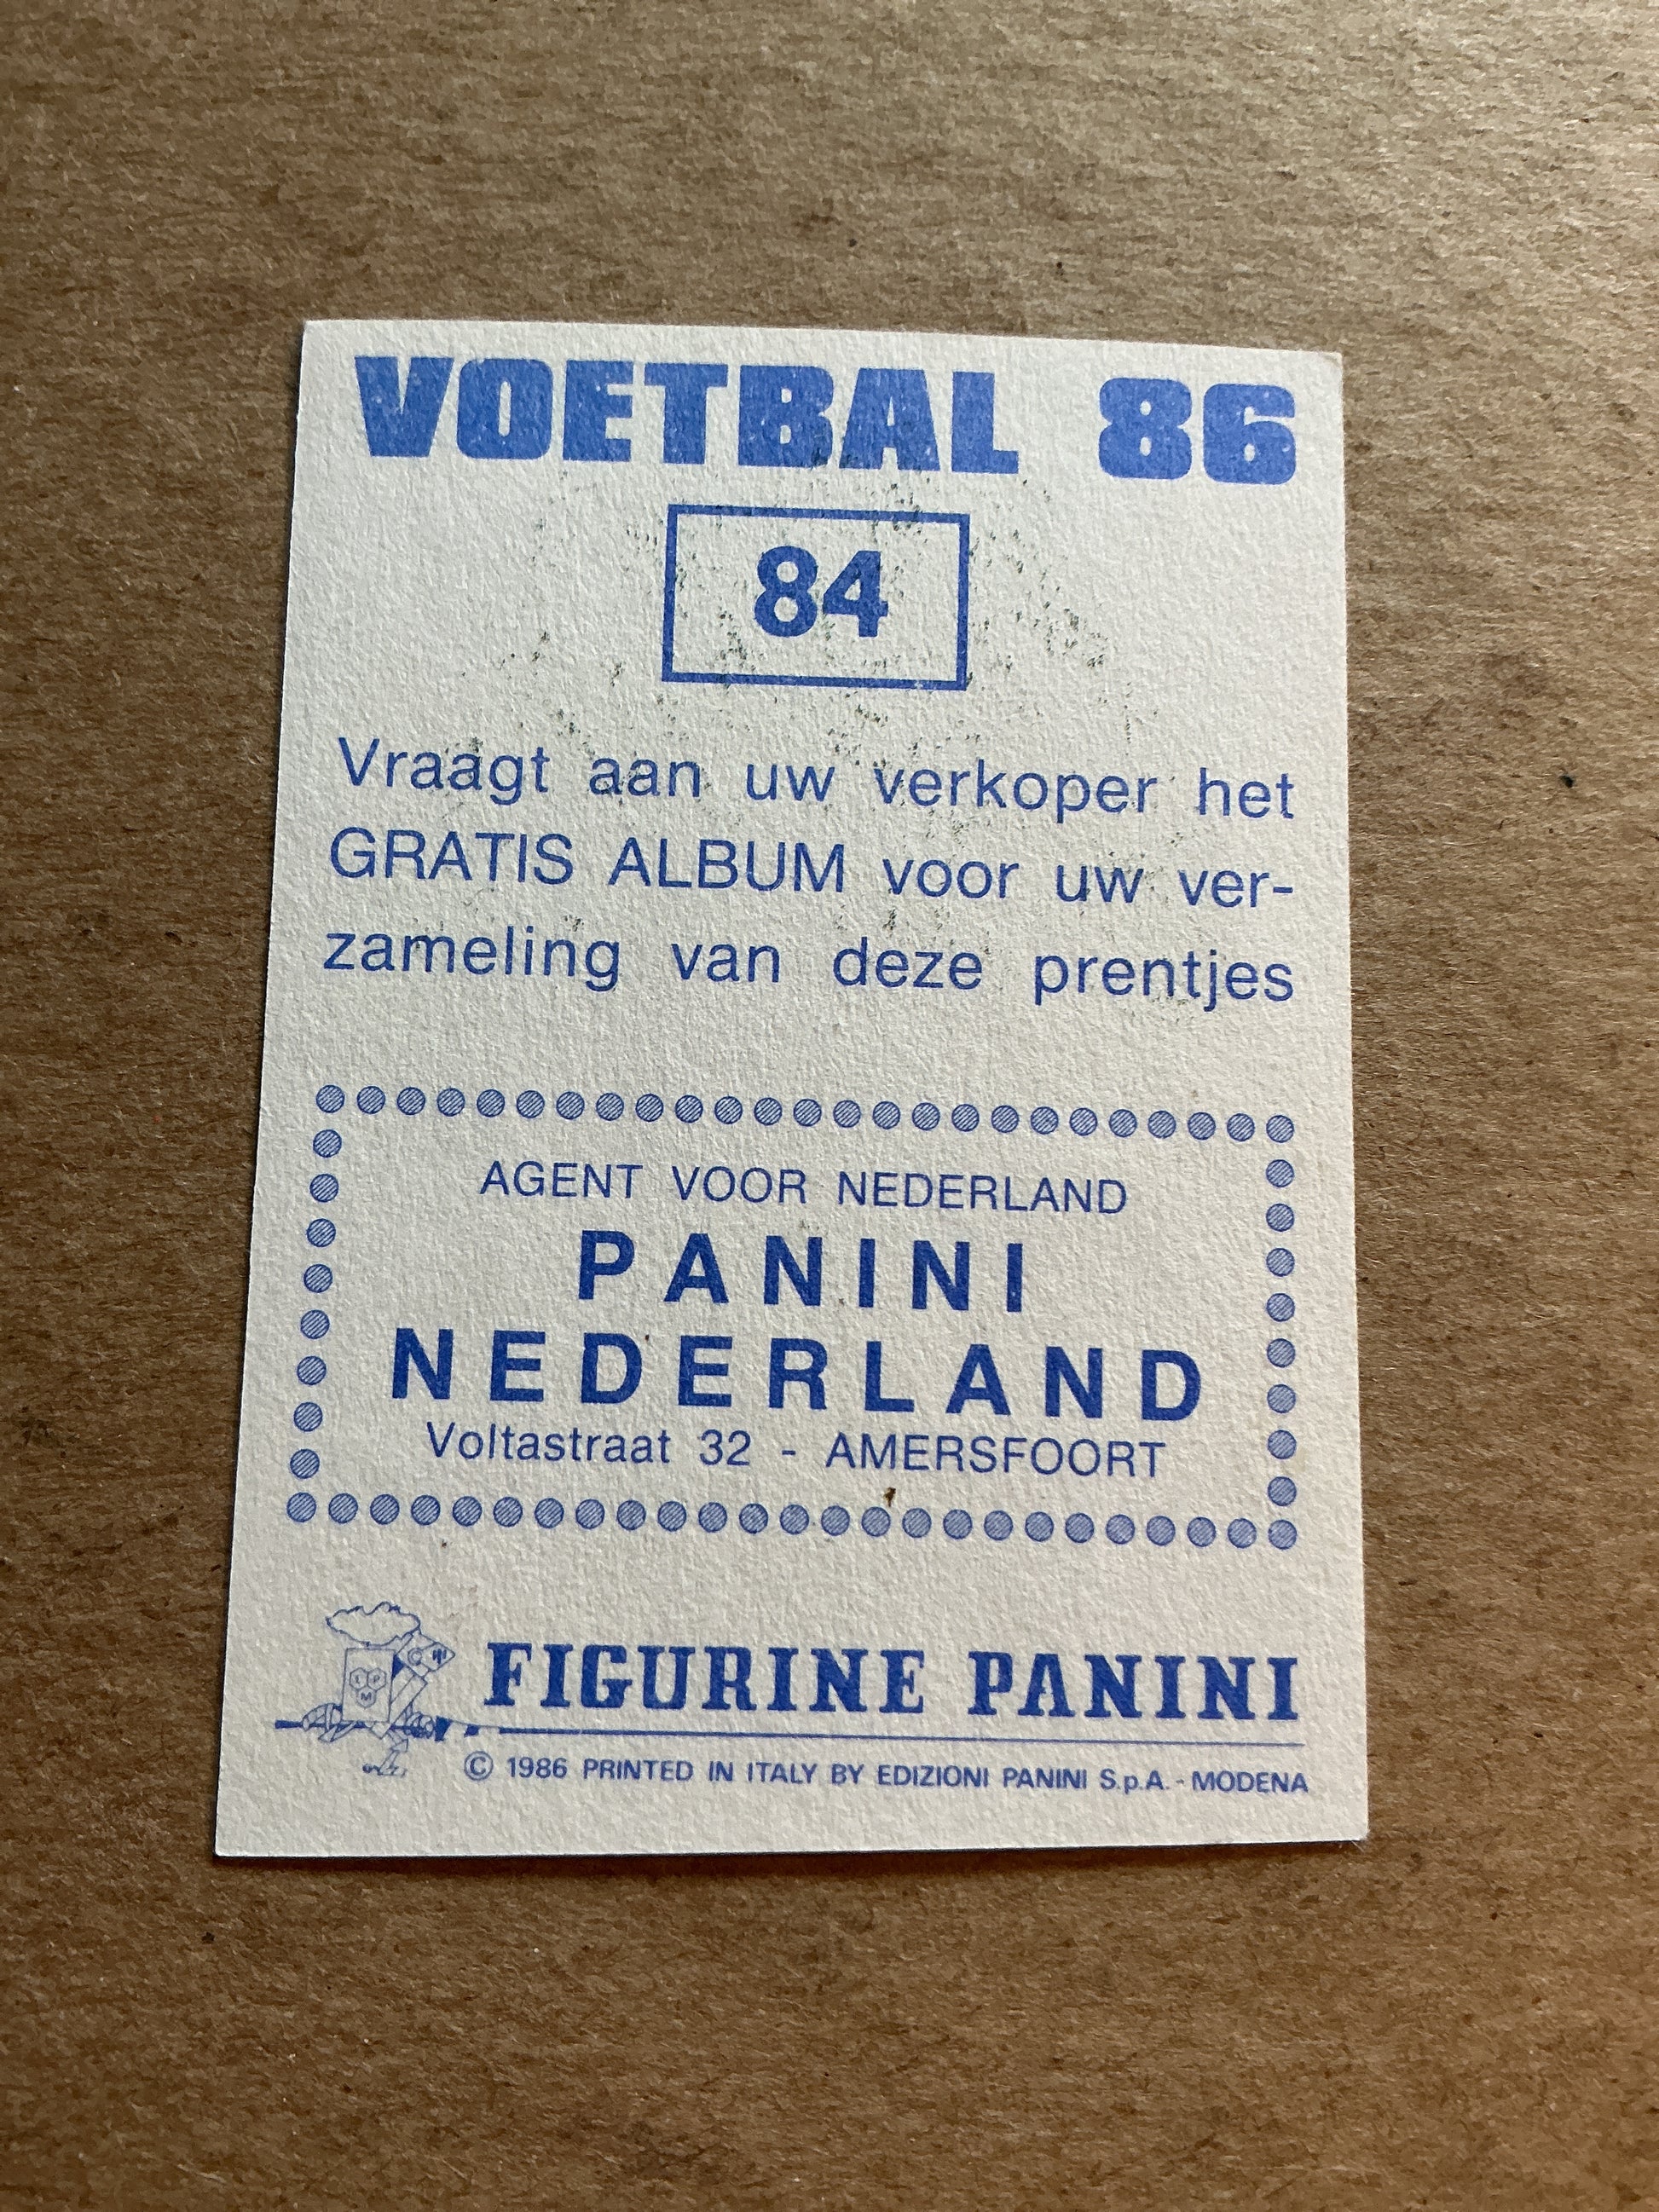 VOETBAL 86
84
Vraagt aan uw verkoper het
GRATIS ALBUM voor uw ver-
zameling van deze prentjes
AGENT VOOR NEDERLAND
PANINI
NEDERLAND
Voltastraat 32 - AMERSFOORT
FIGURINE PANINI
© 1986 PRINTED IN ITALY BY EDIZIONI PANINI S.p.A. - MODENA